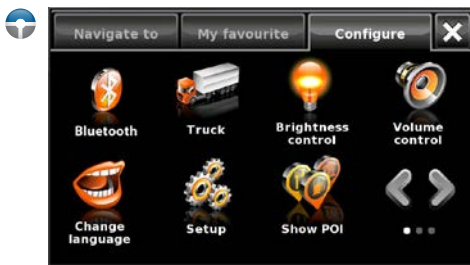 Navigate to My favourite Configure X
Bluetooth Truck Brightness control Volume control
Change language Setup Show POI